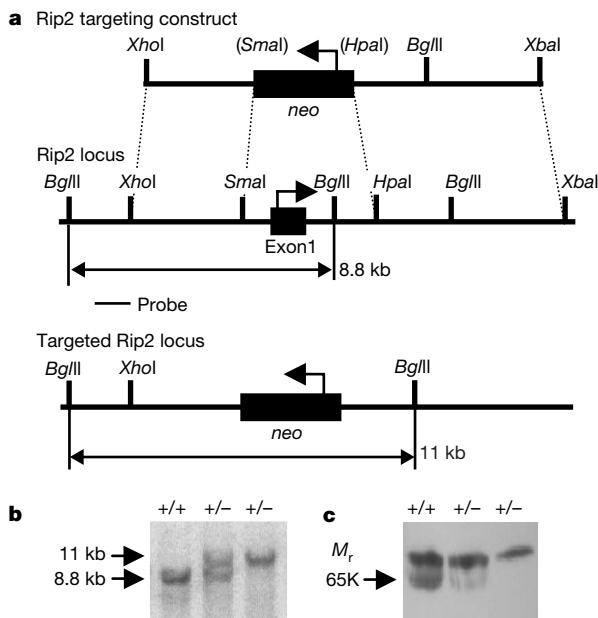 a Rip2 targeting construct
XhoI (SmaI) (HpaI) BglII XbaI
neo
Rip2 locus
BglII XhoI SmaI BglII HpaI BglII XbaI
Exon1
8.8 kb
Probe
Targeted Rip2 locus
BglII XhoI BglII
neo
11 kb
b +/+ +/− +/−
11 kb
8.8 kb
c +/+ +/− +/−
Mr
65K